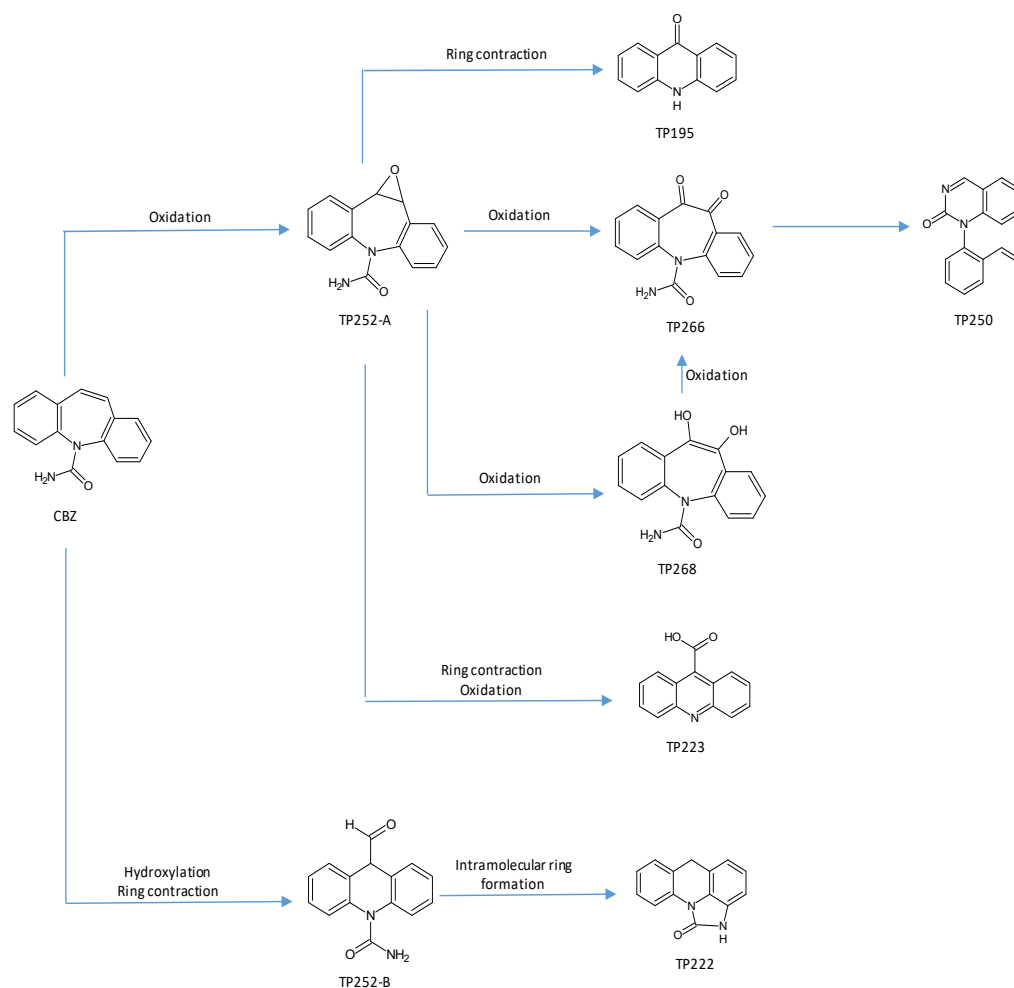 O
Ring contraction
N
H
TP195
O
Oxidation
N
H₂N
O
TP252-A
Oxidation
O
O
N
H₂N
O
TP266
N
O
N
TP250
Oxidation
N
H₂N
O
CBZ
Oxidation
HO
OH
N
H₂N
O
TP268
Ring contraction
Oxidation
HO
O
N
TP223
Hydroxylation
Ring contraction
H
O
N
O
NH₂
TP252-B
Intramolecular ring
formation
N
O
N
H
TP222